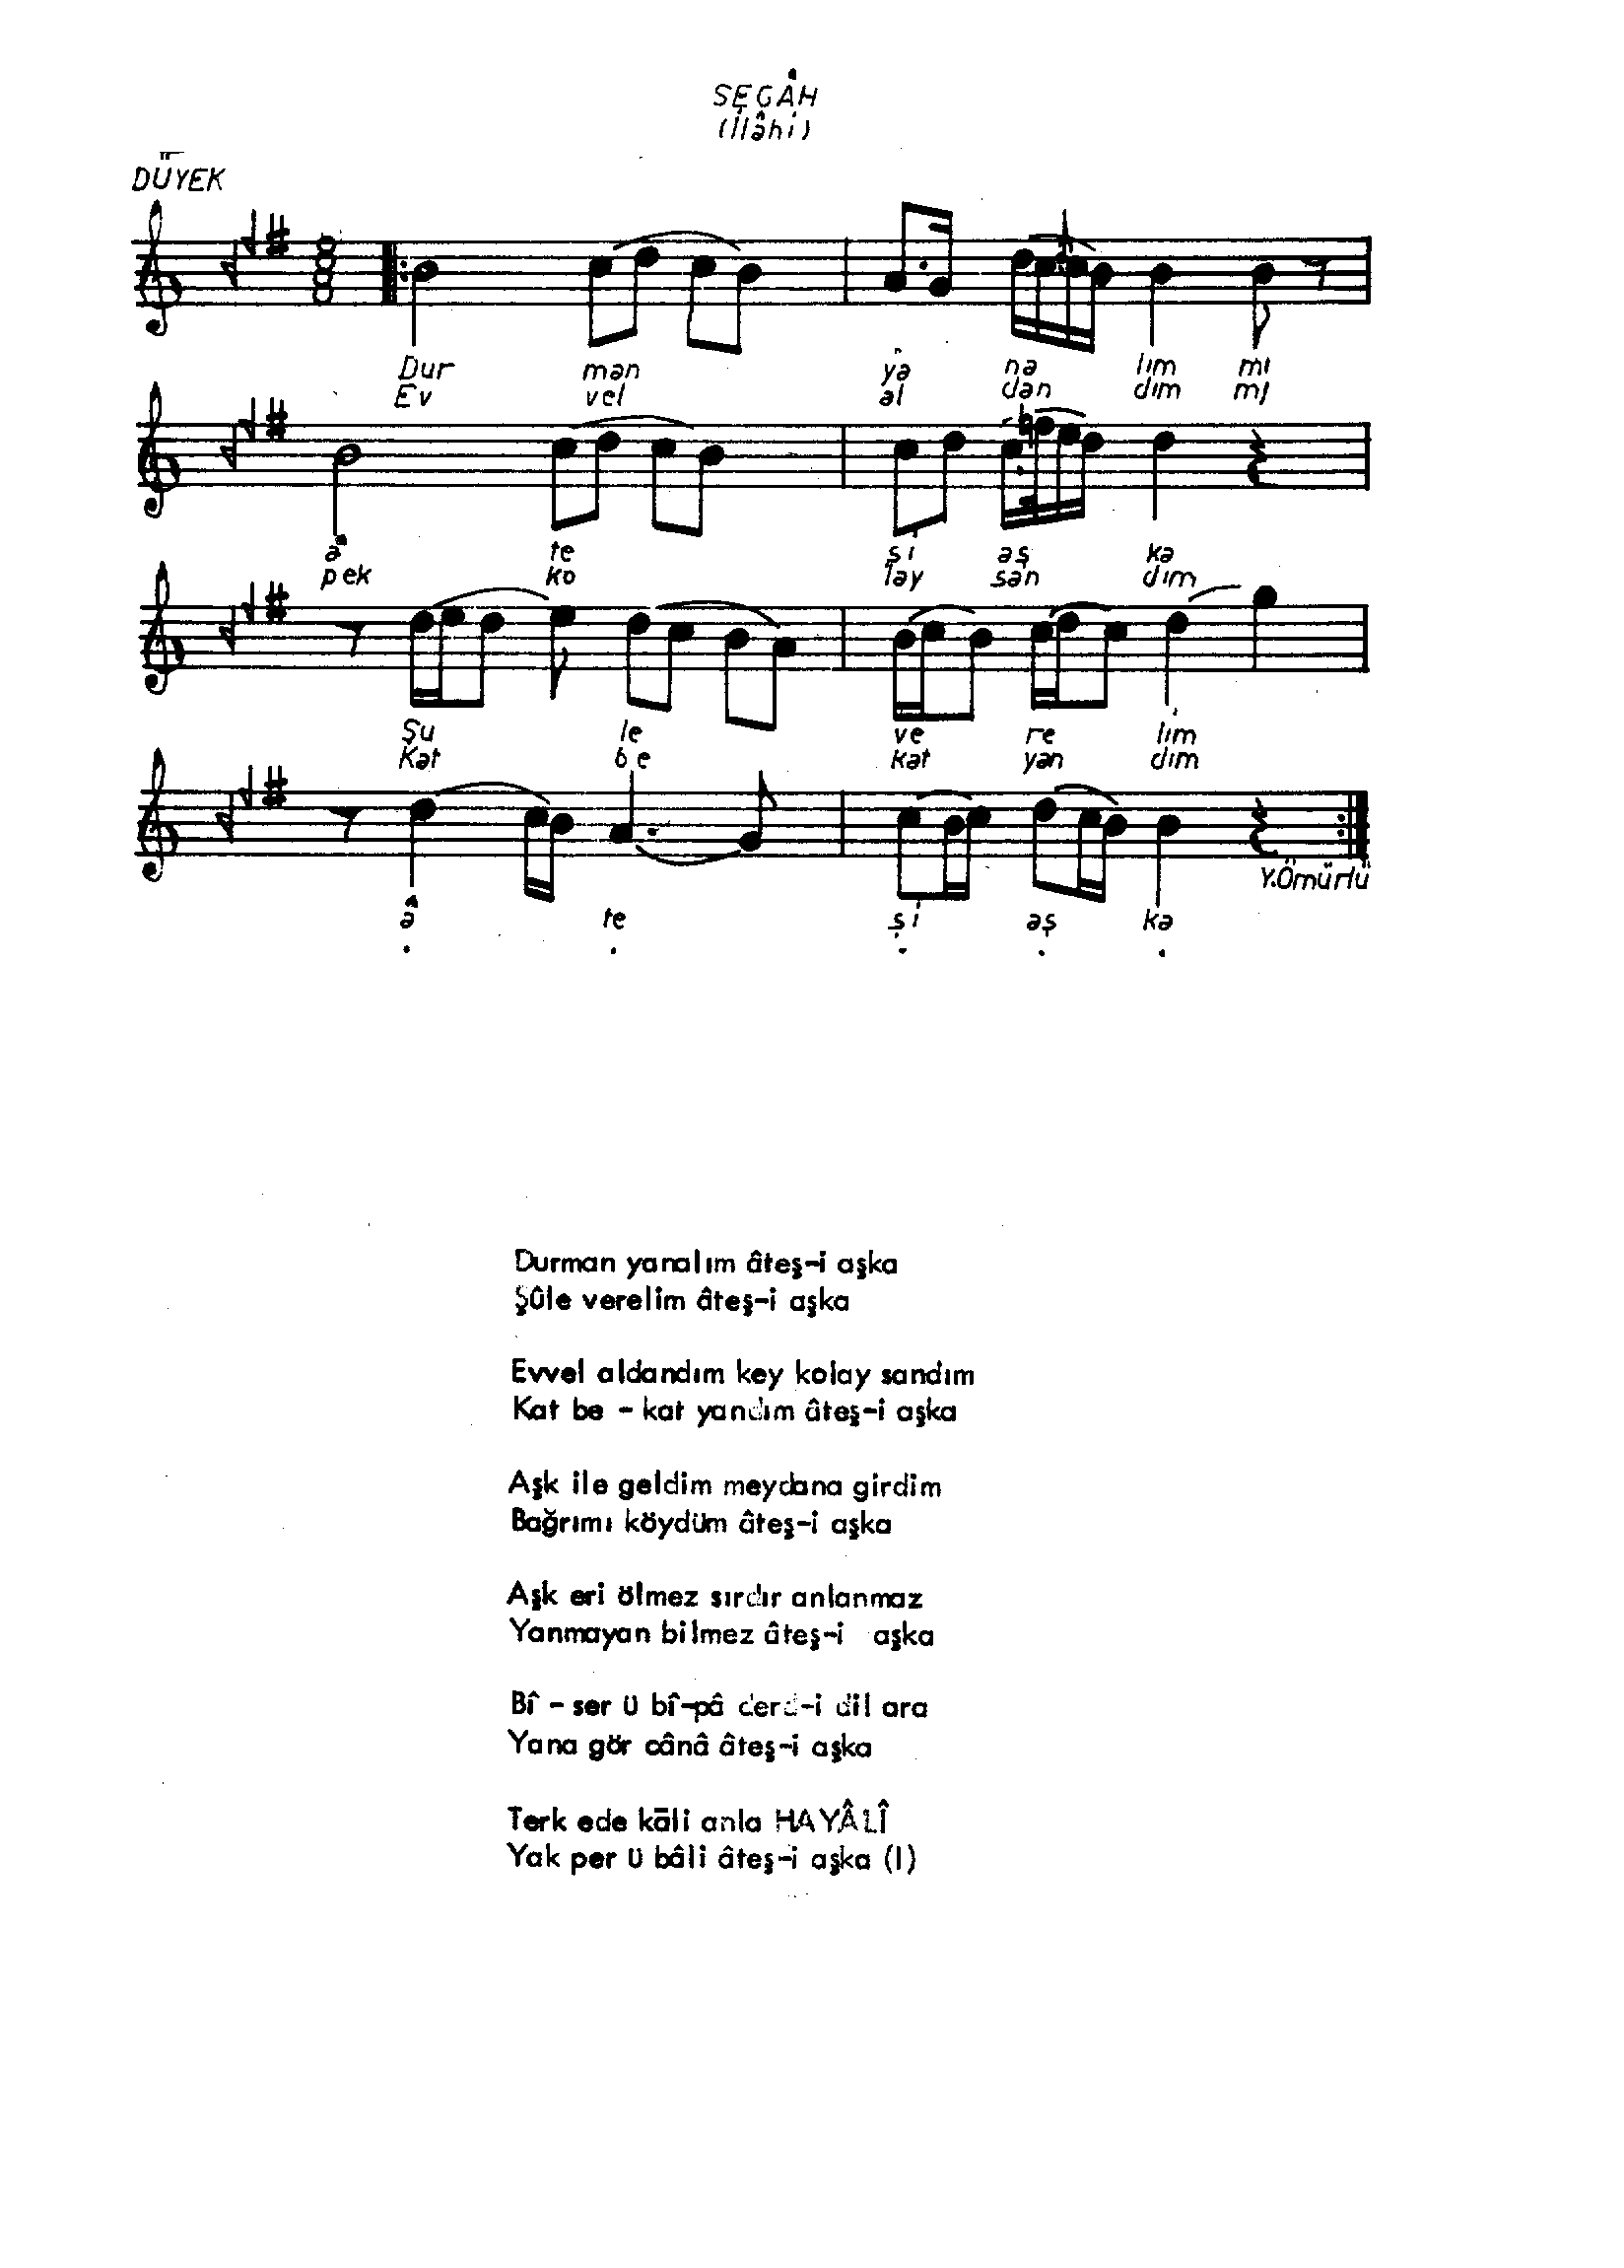 SEGÂH
(İlâhi)
DÜYEK
8
8
Dur man ya na lım mı
Ev vel al dan dım mı
â te şi aş ka
pek ko lay san dım
Şu le ve re lim
Kat be kat yan dım
Y.Ömürlü
â te şi aş ka
Durman yanalım âteş-i aşka
Şûle verelim âteş-i aşka
Evvel aldandım key kolay sandım
Kat be - kat yandım âteş-i aşka
Aşk ile geldim meydana girdim
Bağrımı köydüm âteş-i aşka
Aşk eri ölmez sırdır anlanmaz
Yanmayan bilmez âteş-i aşka
Bî - ser ü bî-pâ derd-i dil ara
Yana gör cânâ âteş-i aşka
Terk ede kāli anla HAYÂLÎ
Yak per ü bâli âteş-i aşka (I)